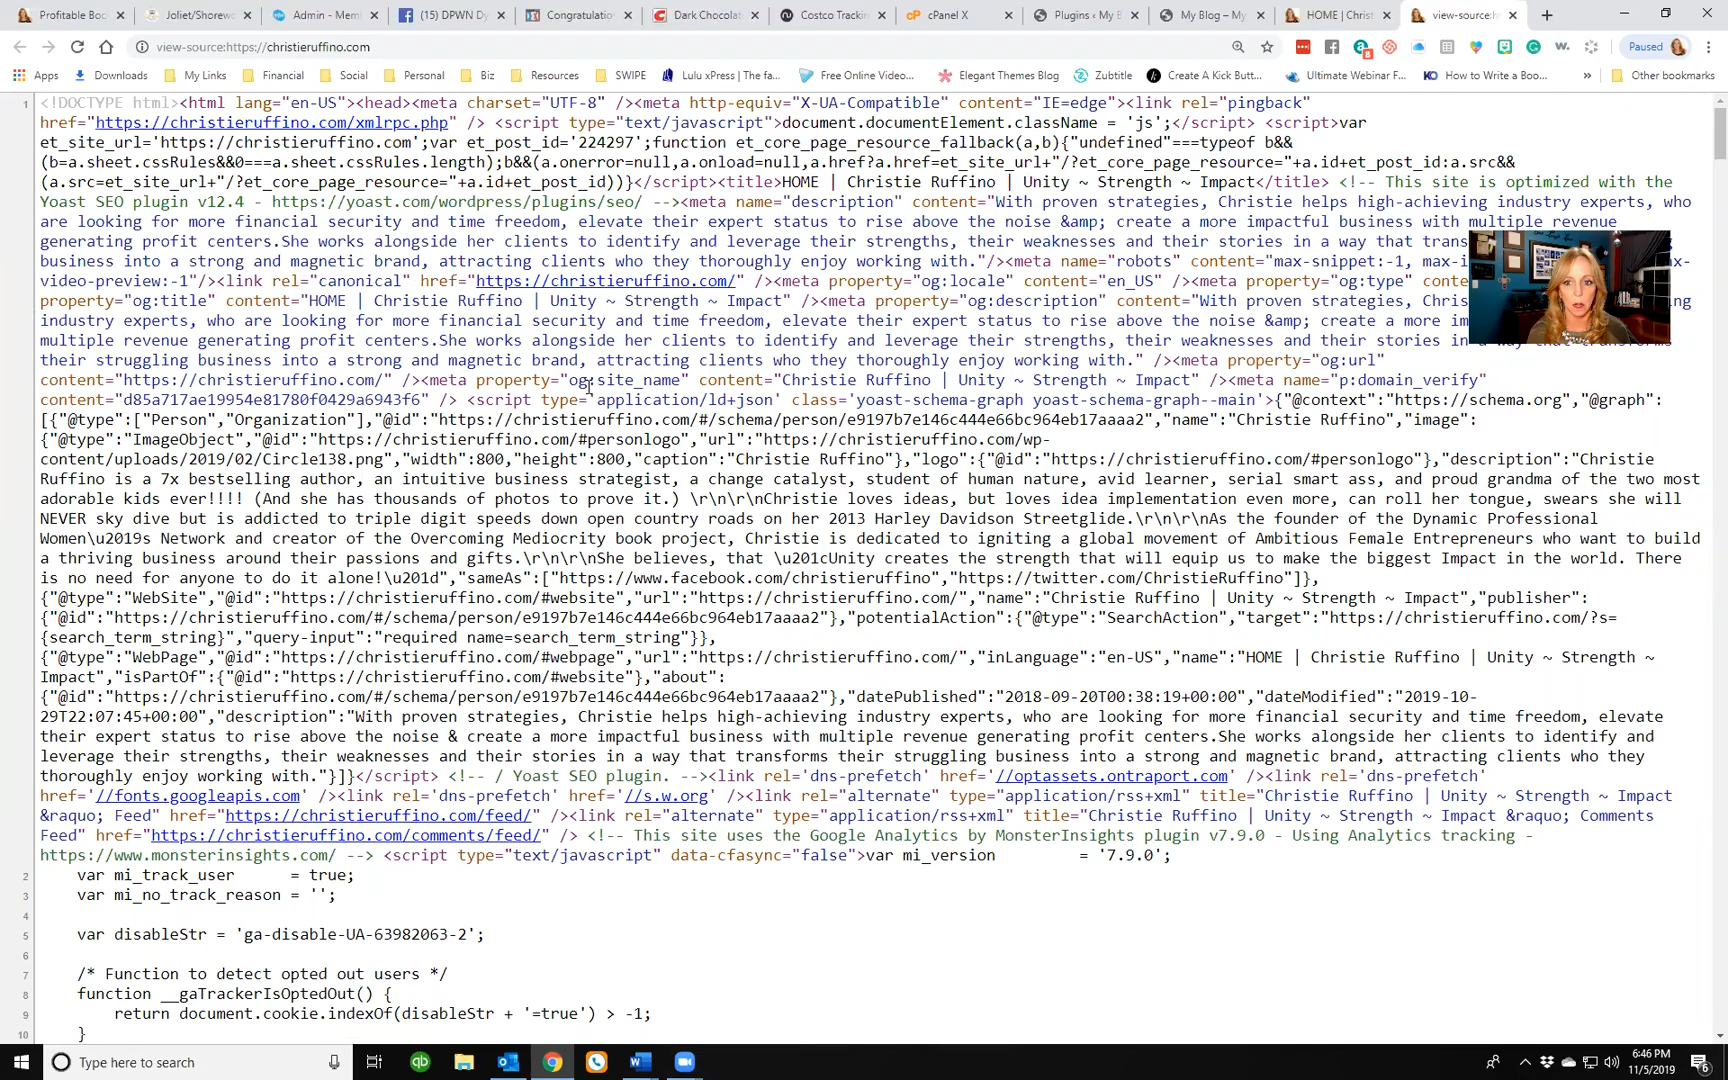 Profitable Boo
Joliet/Shorew
Admin - Mem
(15) DPWN Dy
Congratulatio
Dark Chocolat
Costco Trackin
cPanel X
Plugins ‹ My B
My Blog – My
HOME | Christ
view-source:h
view-source:https://christieruffino.com
Paused
Apps
Downloads
My Links
Financial
Social
Personal
Biz
Resources
SWIPE
Lulu xPress | The fa...
Free Online Video...
Elegant Themes Blog
Zubtitle
Create A Kick Butt...
Ultimate Webinar F...
How to Write a Boo...
»
Other bookmarks
1 <!DOCTYPE html><html lang="en-US"><head><meta charset="UTF-8" /><meta http-equiv="X-UA-Compatible" content="IE=edge"><link rel="pingback"
href="https://christieruffino.com/xmlrpc.php" /> <script type="text/javascript">document.documentElement.className = 'js';</script> <script>var
et_site_url='https://christieruffino.com';var et_post_id='224297';function et_core_page_resource_fallback(a,b){"undefined"===typeof b&&
(b=a.sheet.cssRules&&0===a.sheet.cssRules.length);b&&(a.onerror=null,a.onload=null,a.href?a.href=et_site_url+"/?et_core_page_resource="+a.id+et_post_id:a.src&&
(a.src=et_site_url+"/?et_core_page_resource="+a.id+et_post_id))}</script><title>HOME | Christie Ruffino | Unity ~ Strength ~ Impact</title> <!-- This site is optimized with the
Yoast SEO plugin v12.4 - https://yoast.com/wordpress/plugins/seo/ --><meta name="description" content="With proven strategies, Christie helps high-achieving industry experts, who
are looking for more financial security and time freedom, elevate their expert status to rise above the noise &amp; create a more impactful business with multiple revenue
generating profit centers.She works alongside her clients to identify and leverage their strengths, their weaknesses and their stories in a way that trans
business into a strong and magnetic brand, attracting clients who they thoroughly enjoy working with."/><meta name="robots" content="max-snippet:-1, max-i x-
video-preview:-1"/><link rel="canonical" href="https://christieruffino.com/" /><meta property="og:locale" content="en_US" /><meta property="og:type" conte
property="og:title" content="HOME | Christie Ruffino | Unity ~ Strength ~ Impact" /><meta property="og:description" content="With proven strategies, Chris ing
industry experts, who are looking for more financial security and time freedom, elevate their expert status to rise above the noise &amp; create a more im
multiple revenue generating profit centers.She works alongside her clients to identify and leverage their strengths, their weaknesses and their stories in a way that transforms
their struggling business into a strong and magnetic brand, attracting clients who they thoroughly enjoy working with." /><meta property="og:url"
content="https://christieruffino.com/" /><meta property="og:site_name" content="Christie Ruffino | Unity ~ Strength ~ Impact" /><meta name="p:domain_verify"
content="d85a717ae19954e81780f0429a6943f6" /> <script type='application/ld+json' class='yoast-schema-graph yoast-schema-graph--main'>{"@context":"https://schema.org","@graph":
[{"@type":["Person","Organization"],"@id":"https://christieruffino.com/#/schema/person/e9197b7e146c444e66bc964eb17aaaa2","name":"Christie Ruffino","image":
{"@type":"ImageObject","@id":"https://christieruffino.com/#personlogo","url":"https://christieruffino.com/wp-
content/uploads/2019/02/Circle138.png","width":800,"height":800,"caption":"Christie Ruffino"},"logo":{"@id":"https://christieruffino.com/#personlogo"},"description":"Christie
Ruffino is a 7x bestselling author, an intuitive business strategist, a change catalyst, student of human nature, avid learner, serial smart ass, and proud grandma of the two most
adorable kids ever!!!! (And she has thousands of photos to prove it.) \r\n\r\nChristie loves ideas, but loves idea implementation even more, can roll her tongue, swears she will
NEVER sky dive but is addicted to triple digit speeds down open country roads on her 2013 Harley Davidson Streetglide.\r\n\r\nAs the founder of the Dynamic Professional
Women\u2019s Network and creator of the Overcoming Mediocrity book project, Christie is dedicated to igniting a global movement of Ambitious Female Entrepreneurs who want to build
a thriving business around their passions and gifts.\r\n\r\nShe believes, that \u201cUnity creates the strength that will equip us to make the biggest Impact in the world. There
is no need for anyone to do it alone!\u201d","sameAs":["https://www.facebook.com/christieruffino","https://twitter.com/ChristieRuffino"]},
{"@type":"WebSite","@id":"https://christieruffino.com/#website","url":"https://christieruffino.com/","name":"Christie Ruffino | Unity ~ Strength ~ Impact","publisher":
{"@id":"https://christieruffino.com/#/schema/person/e9197b7e146c444e66bc964eb17aaaa2"},"potentialAction":{"@type":"SearchAction","target":"https://christieruffino.com/?s=
{search_term_string}","query-input":"required name=search_term_string"}},
{"@type":"WebPage","@id":"https://christieruffino.com/#webpage","url":"https://christieruffino.com/","inLanguage":"en-US","name":"HOME | Christie Ruffino | Unity ~ Strength ~
Impact","isPartOf":{"@id":"https://christieruffino.com/#website"},"about":
{"@id":"https://christieruffino.com/#/schema/person/e9197b7e146c444e66bc964eb17aaaa2"},"datePublished":"2018-09-20T00:38:19+00:00","dateModified":"2019-10-
29T22:07:45+00:00","description":"With proven strategies, Christie helps high-achieving industry experts, who are looking for more financial security and time freedom, elevate
their expert status to rise above the noise & create a more impactful business with multiple revenue generating profit centers.She works alongside her clients to identify and
leverage their strengths, their weaknesses and their stories in a way that transforms their struggling business into a strong and magnetic brand, attracting clients who they
thoroughly enjoy working with."}]}</script> <!-- / Yoast SEO plugin. --><link rel='dns-prefetch' href='//optassets.ontraport.com' /><link rel='dns-prefetch'
href='//fonts.googleapis.com' /><link rel='dns-prefetch' href='//s.w.org' /><link rel="alternate" type="application/rss+xml" title="Christie Ruffino | Unity ~ Strength ~ Impact
&raquo; Feed" href="https://christieruffino.com/feed/" /><link rel="alternate" type="application/rss+xml" title="Christie Ruffino | Unity ~ Strength ~ Impact &raquo; Comments
Feed" href="https://christieruffino.com/comments/feed/" /> <!-- This site uses the Google Analytics by MonsterInsights plugin v7.9.0 - Using Analytics tracking -
https://www.monsterinsights.com/ --> <script type="text/javascript" data-cfasync="false">var mi_version = '7.9.0';
2 var mi_track_user = true;
3 var mi_no_track_reason = '';
4
5 var disableStr = 'ga-disable-UA-63982063-2';
6
7 /* Function to detect opted out users */
8 function __gaTrackerIsOptedOut() {
9 return document.cookie.indexOf(disableStr + '=true') > -1;
10 }
Type here to search
6:46 PM
11/5/2019
6